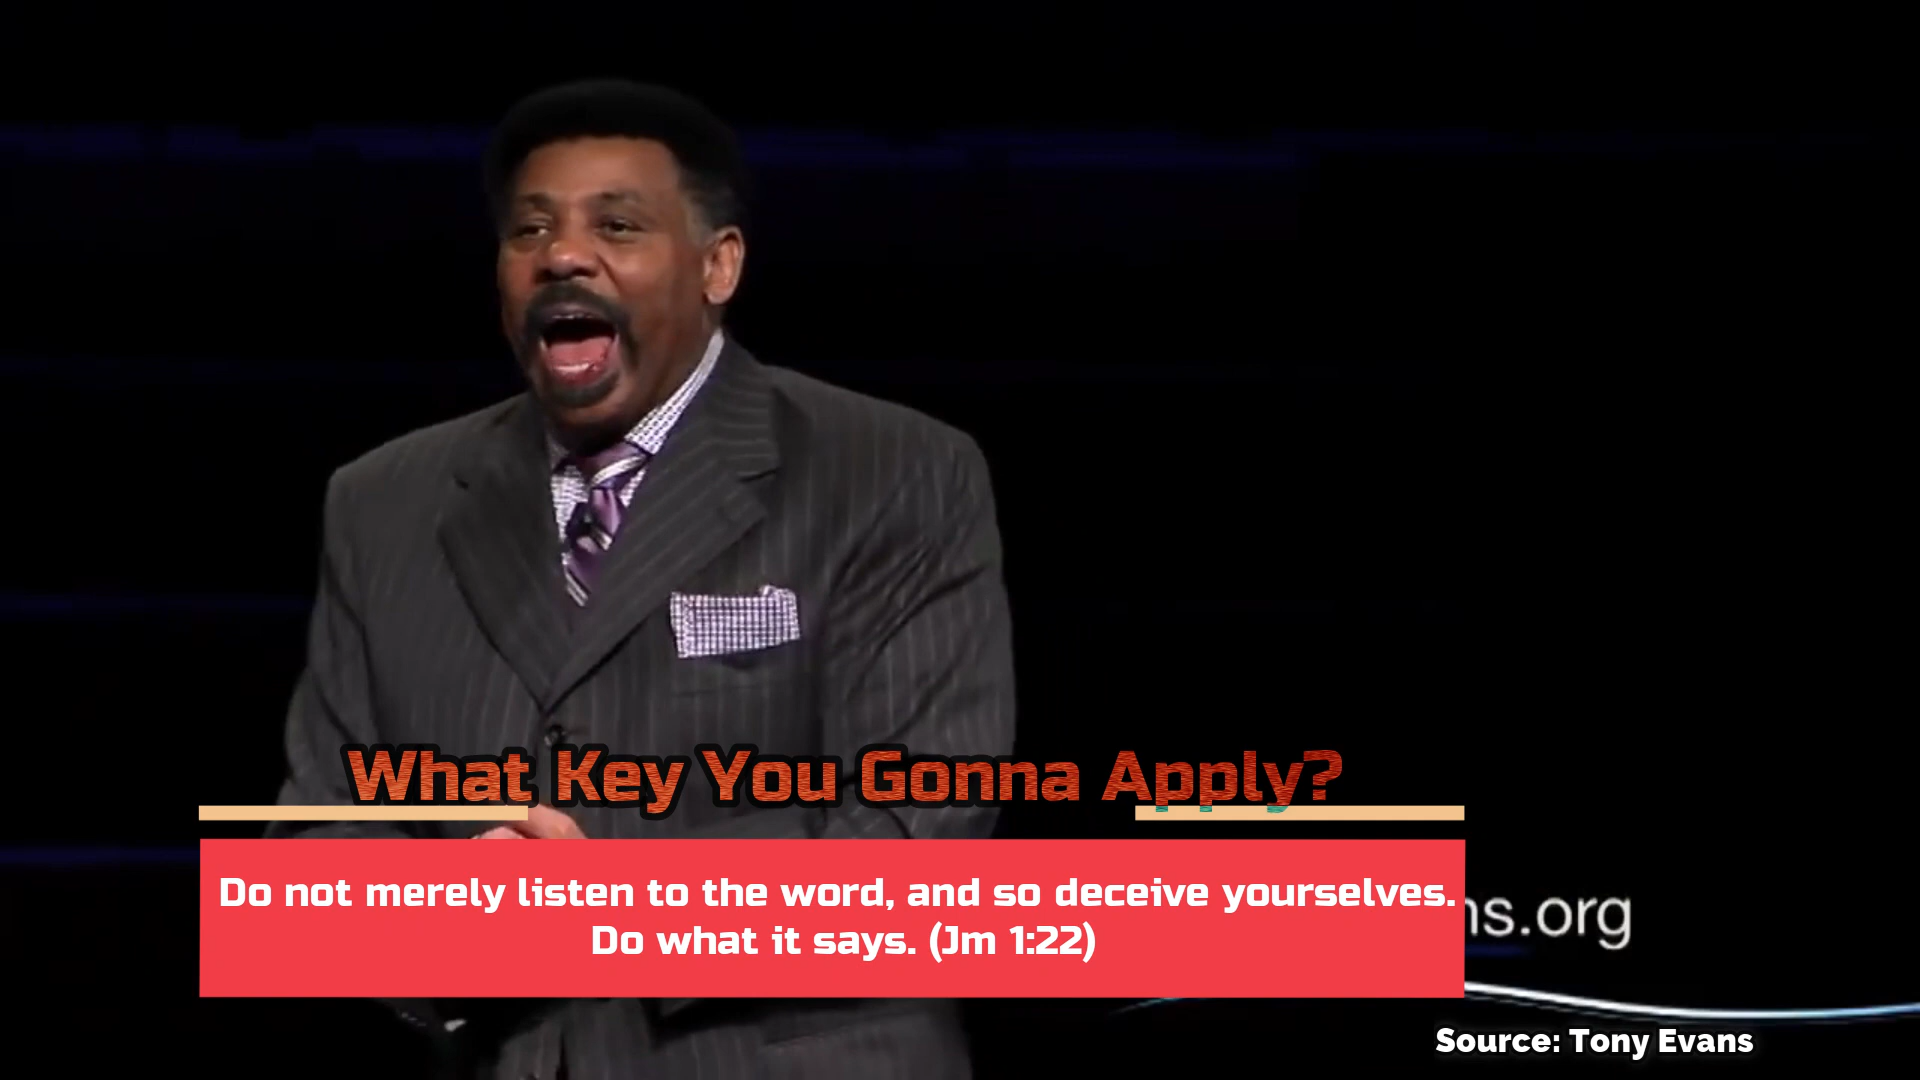 What Key You Gonna Apply?
Do not merely listen to the word, and so deceive yourselves.
Do what it says. (Jm 1:22)
ns.org
Source: Tony Evans